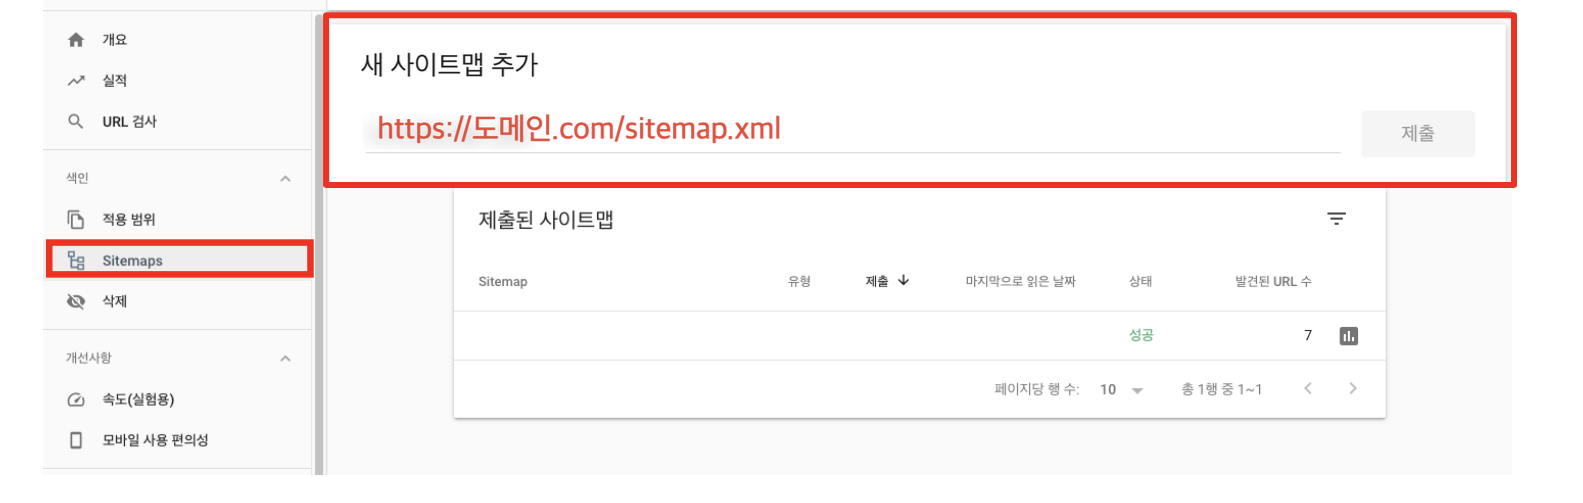 개요
실적
URL 검사
색인
적용 범위
Sitemaps
삭제
개선사항
속도(실험용)
모바일 사용 편의성
새 사이트맵 추가
https://도메인.com/sitemap.xml
제출
제출된 사이트맵
Sitemap 유형 제출 마지막으로 읽은 날짜 상태 발견된 URL 수
성공 7
페이지당 행 수: 10 총 1행 중 1~1